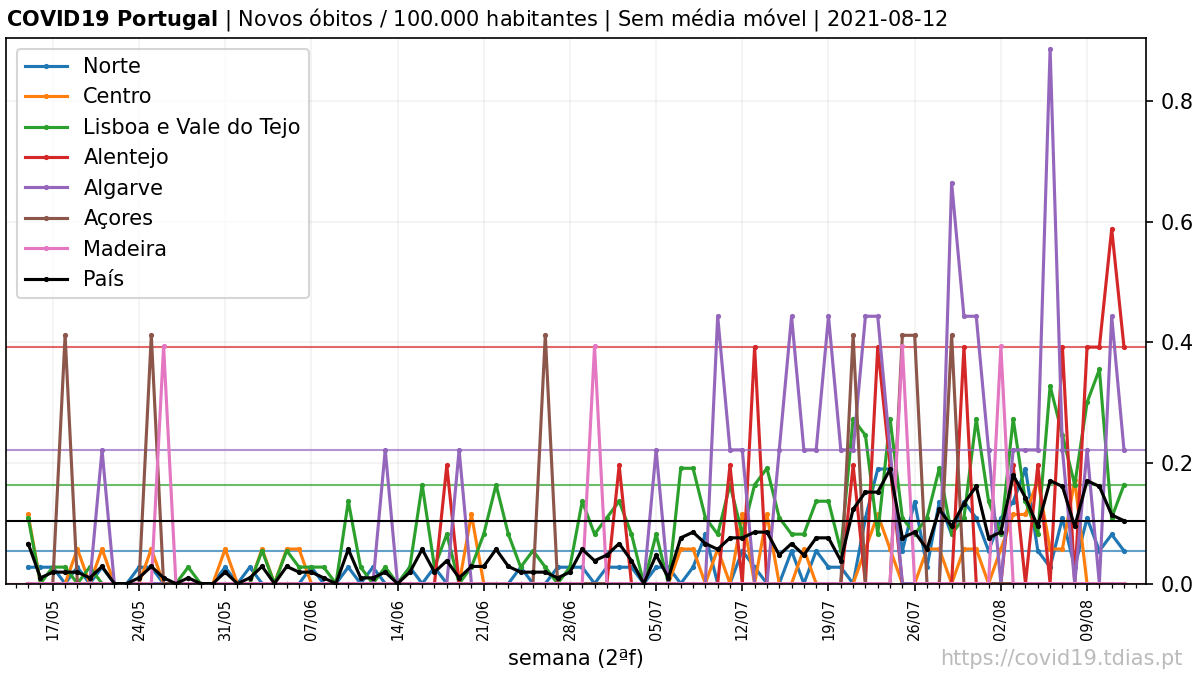 COVID19 Portugal | Novos óbitos / 100.000 habitantes | Sem média móvel | 2021-08-12
Norte
Centro
Lisboa e Vale do Tejo
Alentejo
Algarve
Açores
Madeira
País
0.8
0.6
0.4
0.2
0.0
17/05
24/05
31/05
07/06
14/06
21/06
28/06
05/07
12/07
19/07
26/07
02/08
09/08
semana (2ªf)
https://covid19.tdias.pt